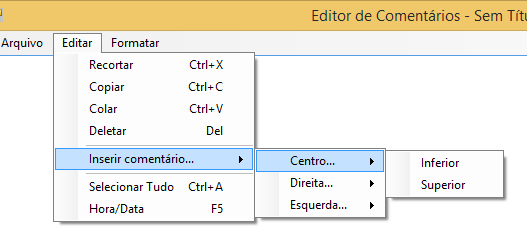 Editor de Comentários - Sem Títu
Arquivo Editar Formatar
Recortar Ctrl+X
Copiar Ctrl+C
Colar Ctrl+V
Deletar Del
Inserir comentário... Centro... Inferior
Direita... Superior
Selecionar Tudo Ctrl+A
Esquerda...
Hora/Data F5